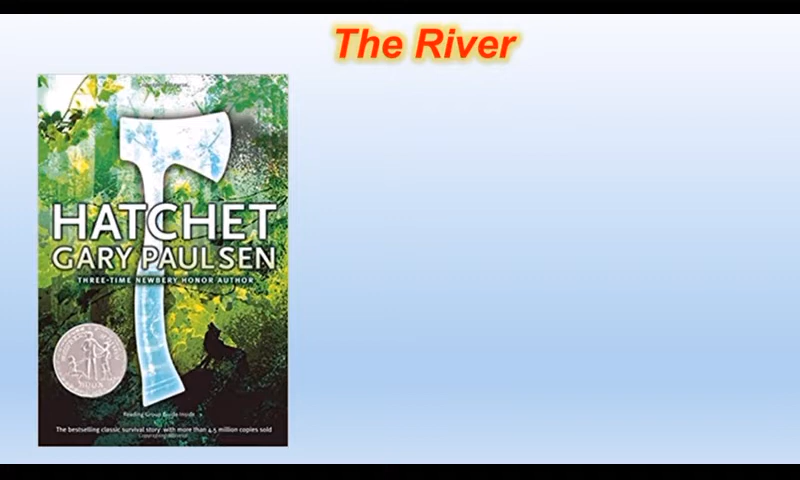 The River
HATCHET
GARY PAULSEN
THREE-TIME NEWBERY HONOR AUTHOR
Reading Group Guide Inside
The bestselling classic survival story with more than 4.5 million copies sold